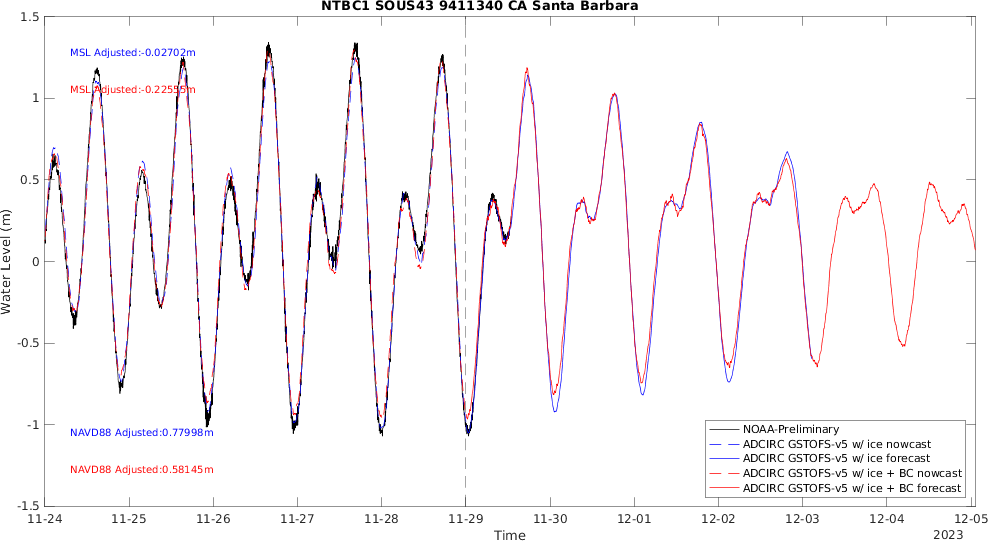 NTBC1 SOUS43 9411340 CA Santa Barbara
1.5
1
0.5
0
-0.5
-1
-1.5
Water Level (m)
MSL Adjusted:-0.02702m
MSL Adjusted:-0.22555m
NAVD88 Adjusted:0.77998m
NAVD88 Adjusted:0.58145m
NOAA-Preliminary
ADCIRC GSTOFS-v5 w/ ice nowcast
ADCIRC GSTOFS-v5 w/ ice forecast
ADCIRC GSTOFS-v5 w/ ice + BC nowcast
ADCIRC GSTOFS-v5 w/ ice + BC forecast
11-24 11-25 11-26 11-27 11-28 11-29 11-30 12-01 12-02 12-03 12-04 12-05
Time
2023